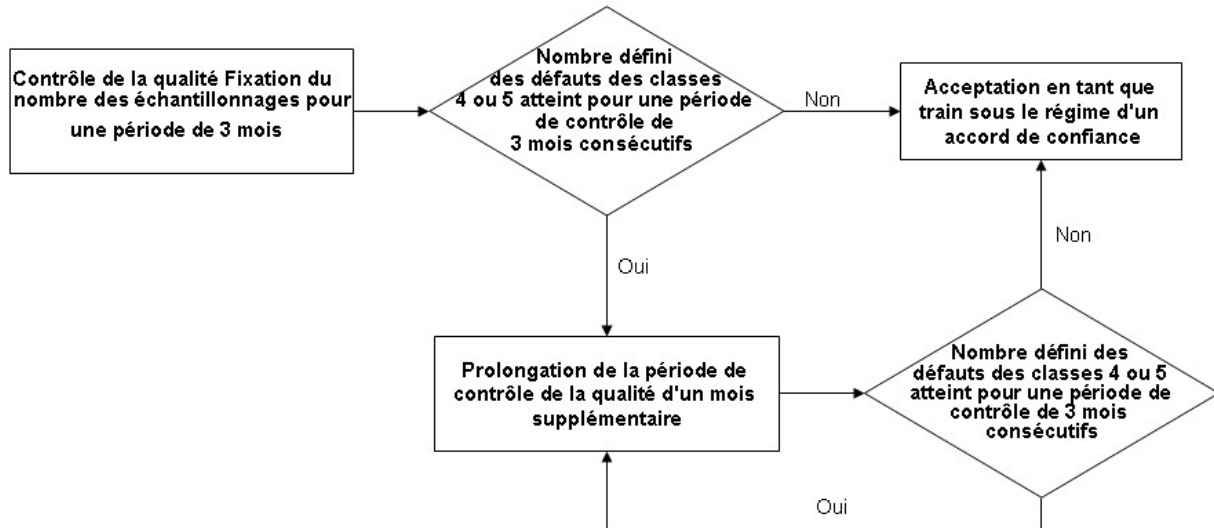 Contrôle de la qualité Fixation du
nombre des échantillonnages pour
une période de 3 mois
Nombre défini
des défauts des classes
4 ou 5 atteint pour une période
de contrôle de
3 mois consécutifs
Non
Acceptation en tant que
train sous le régime d'un
accord de confiance
Oui
Non
Prolongation de la période de
contrôle de la qualité d'un mois
supplémentaire
Nombre défini des
défauts des classes 4 ou 5
atteint pour une période de
contrôle de 3 mois
consécutifs
Oui